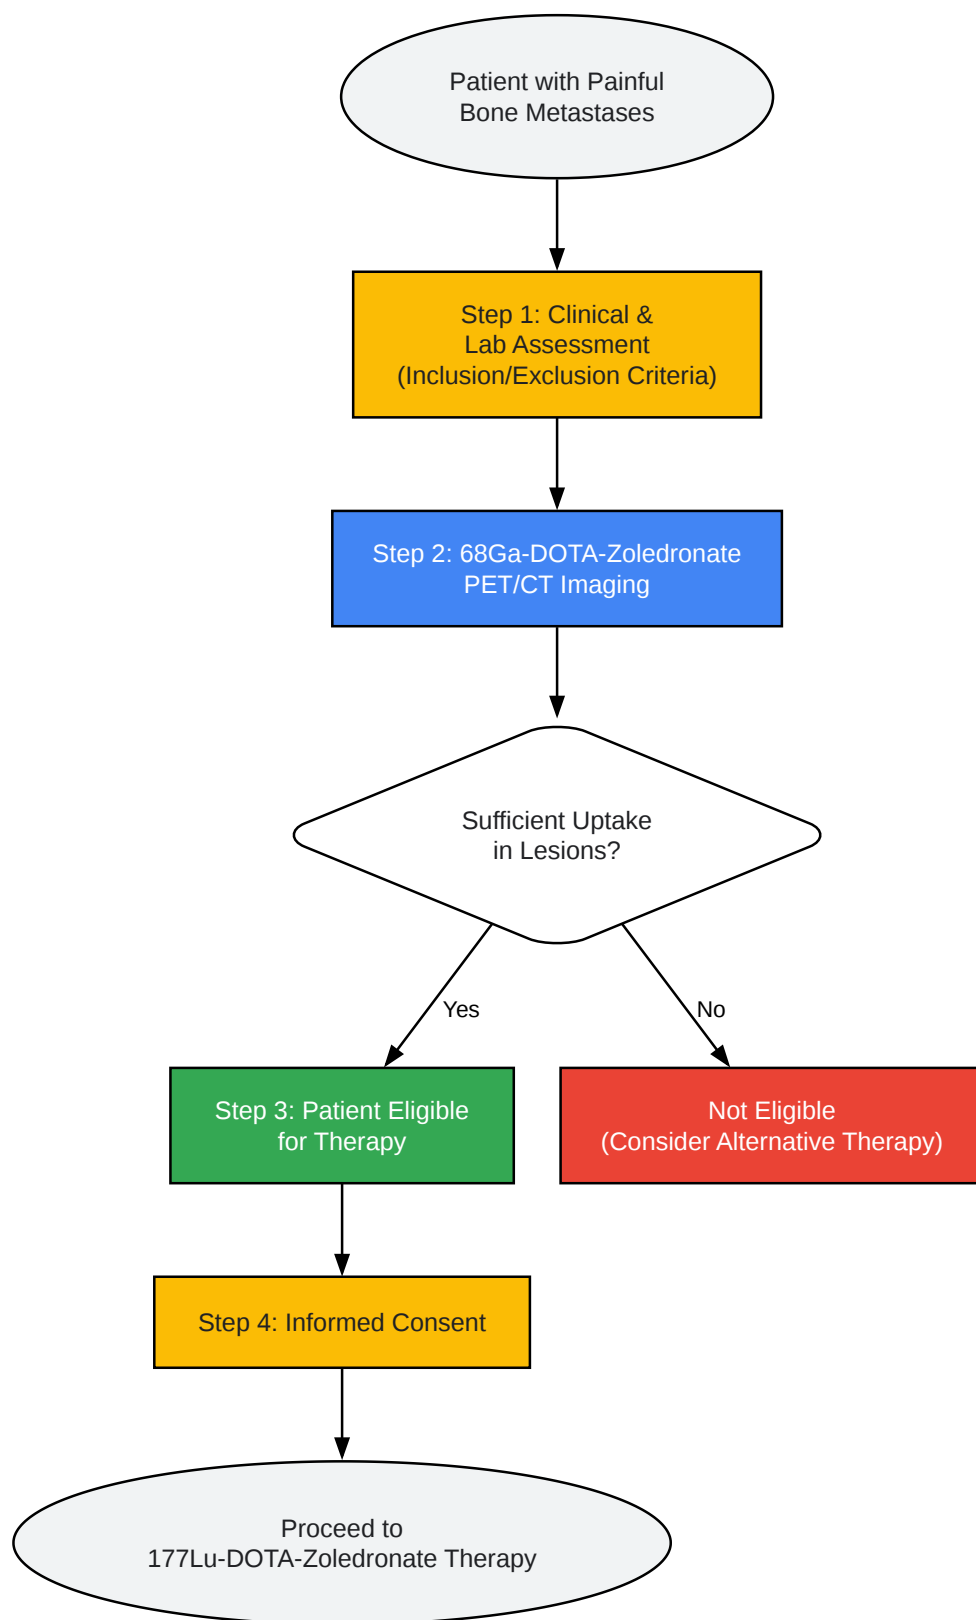 Patient with Painful
Bone Metastases
Step 1: Clinical &
Lab Assessment
(Inclusion/Exclusion Criteria)
Step 2: 68Ga-DOTA-Zoledronate
PET/CT Imaging
Sufficient Uptake
in Lesions?
Yes
No
Step 3: Patient Eligible
for Therapy
Not Eligible
(Consider Alternative Therapy)
Step 4: Informed Consent
Proceed to
177Lu-DOTA-Zoledronate Therapy